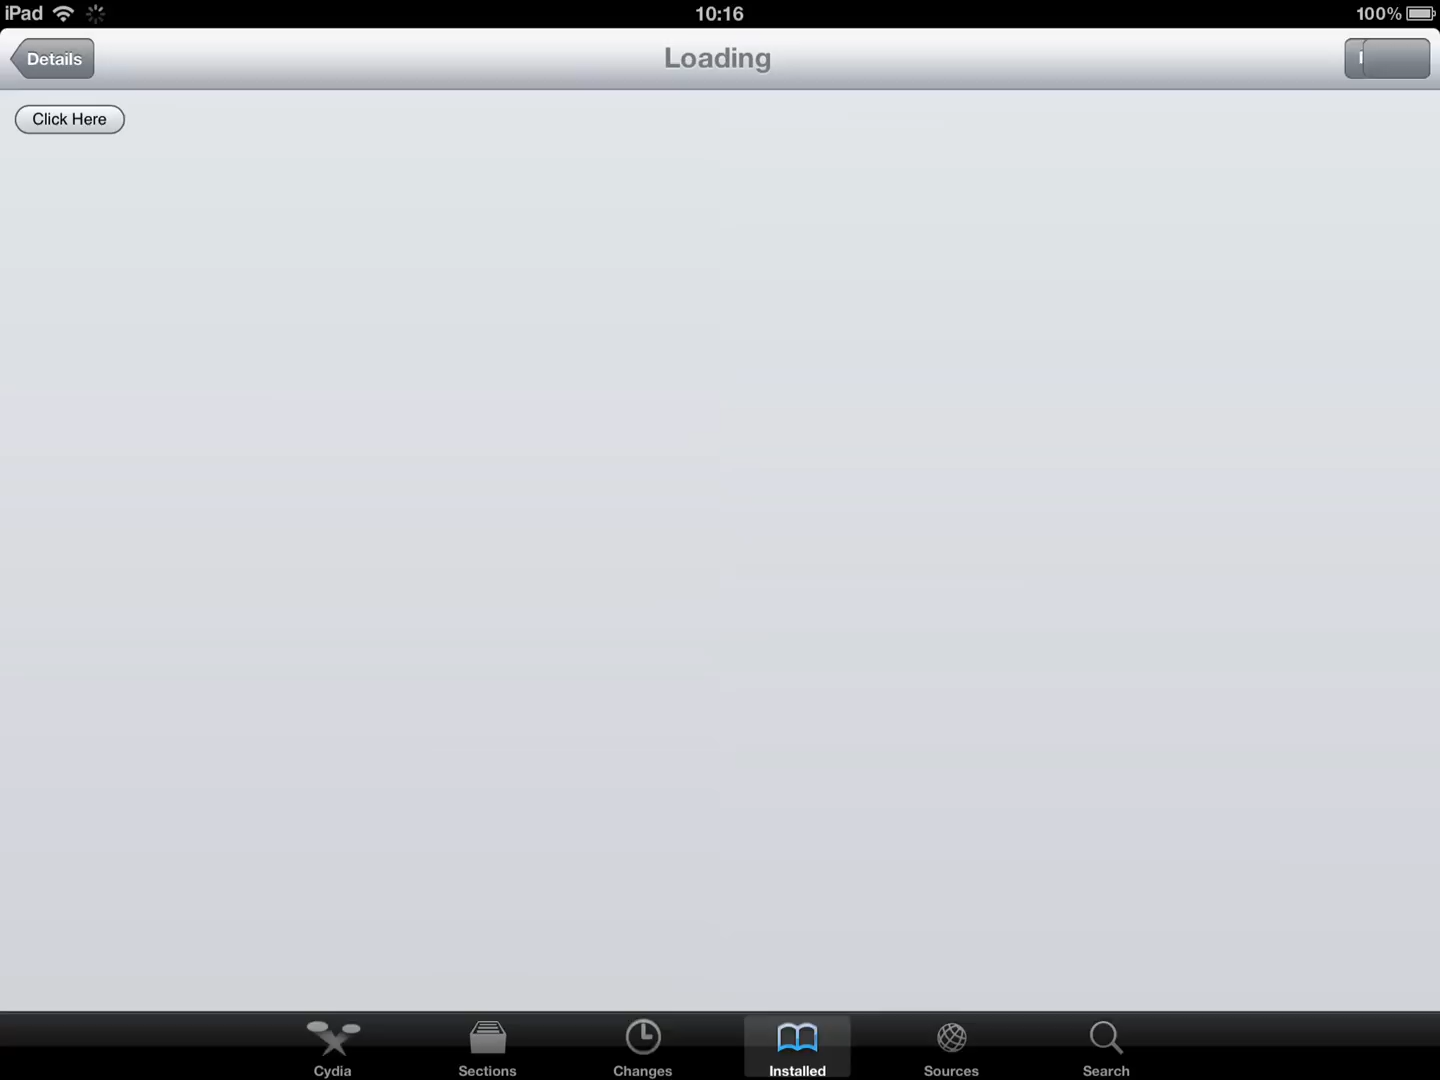 iPad 10:16 100%
Details Loading
Click Here
Cydia Sections Changes Installed Sources Search